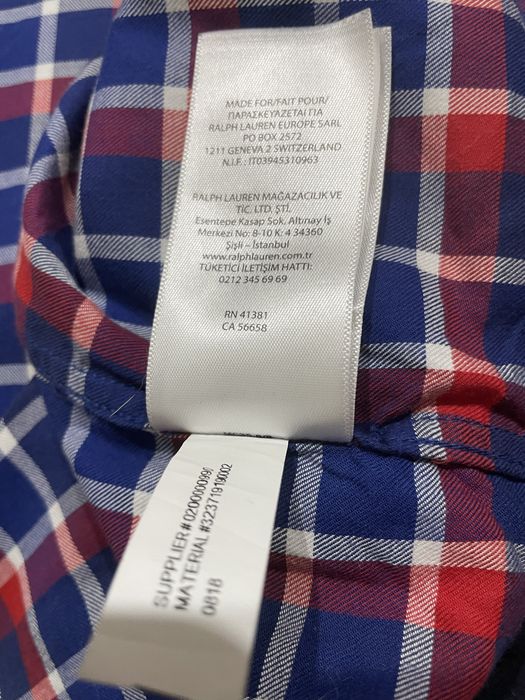 MADE FOR/FAIT POUR/
ΠΑΡΑΣΚΕΥΑΖΕΤΑΙ ΓΙΑ
RALPH LAUREN EUROPE SARL
PO BOX 2572
1211 GENEVA 2 SWITZERLAND
N.I.F.: IT03945310963
RALPH LAUREN MAĞAZACILIK VE
TİC. LTD. ŞTİ.
Esentepe Kasap Sok. Altınay İş
Merkezi No: 8-10 K: 4 34360
Şişli - İstanbul
www.ralphlauren.com.tr
TÜKETİCİ İLETİŞİM HATTI:
0212 345 69 69
RN 41381
CA 56658
SUPPLIER#
MATERIAL #323719190002
0818